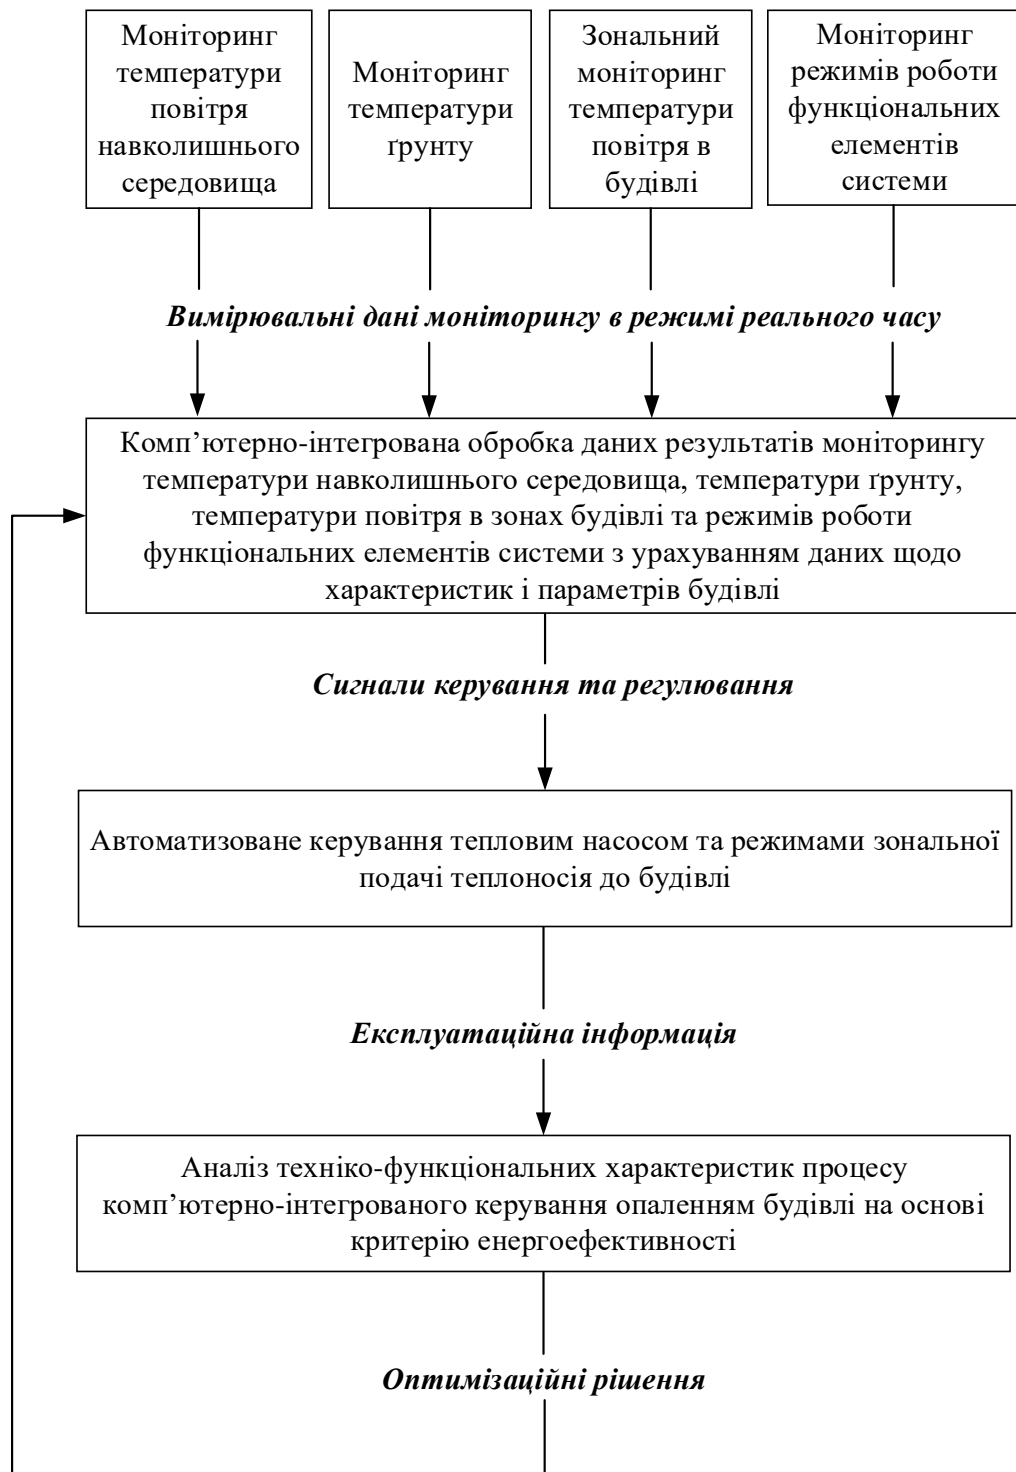 Моніторинг
температури
повітря
навколишнього
середовища
Моніторинг
температури
ґрунту
Зональний
моніторинг
температури
повітря в
будівлі
Моніторинг
режимів роботи
функціональних
елементів
системи
Вимірювальні дані моніторингу в режимі реального часу
Комп’ютерно-інтегрована обробка даних результатів моніторингу
температури навколишнього середовища, температури ґрунту,
температури повітря в зонах будівлі та режимів роботи
функціональних елементів системи з урахуванням даних щодо
характеристик і параметрів будівлі
Сигнали керування та регулювання
Автоматизоване керування тепловим насосом та режимами зональної
подачі теплоносія до будівлі
Експлуатаційна інформація
Аналіз техніко-функціональних характеристик процесу
комп’ютерно-інтегрованого керування опаленням будівлі на основі
критерію енергоефективності
Оптимізаційні рішення